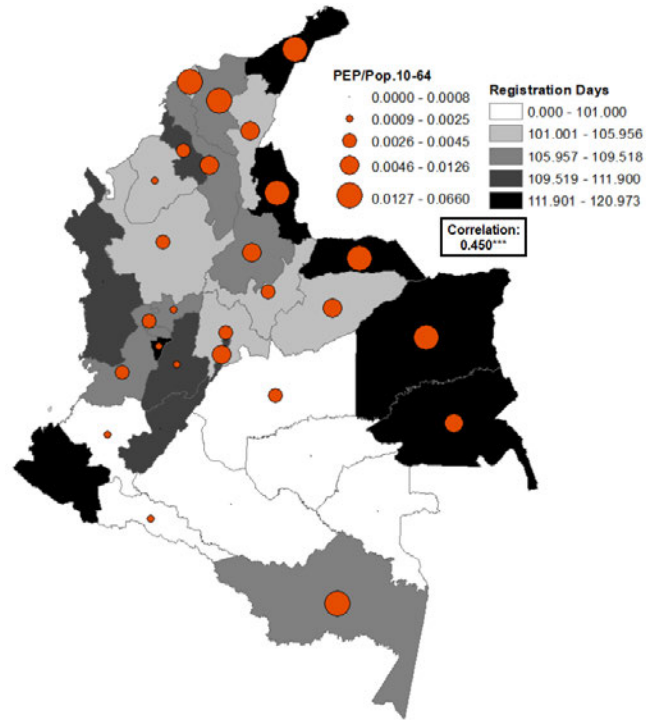 PEP/Pop.10-64
0.0000 - 0.0008
0.0009 - 0.0025
0.0026 - 0.0045
0.0046 - 0.0126
0.0127 - 0.0660
Registration Days
0.000 - 101.000
101.001 - 105.956
105.957 - 109.518
109.519 - 111.900
111.901 - 120.973
Correlation:
0.450***